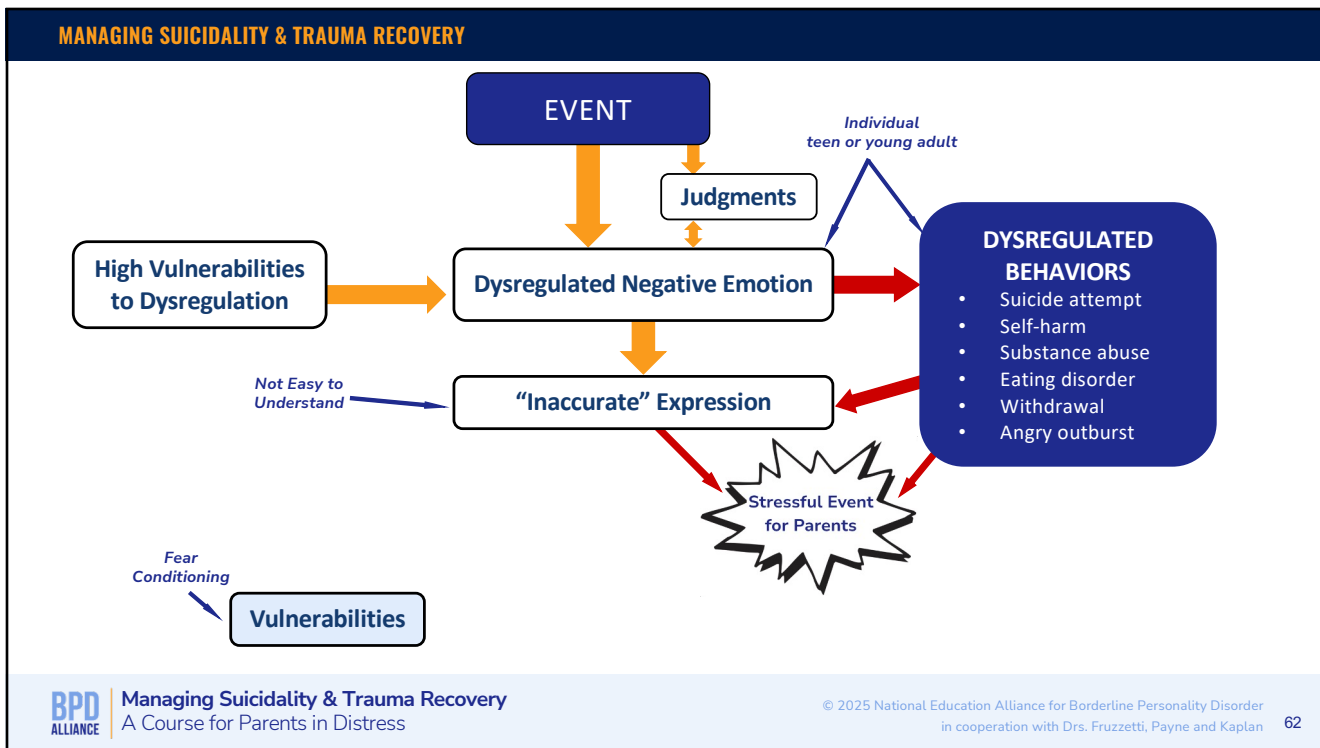 MANAGING SUICIDALITY & TRAUMA RECOVERY
EVENT
Individual
teen or young adult
Judgments
High Vulnerabilities
to Dysregulation
Dysregulated Negative Emotion
DYSREGULATED
BEHAVIORS
• Suicide attempt
• Self-harm
• Substance abuse
• Eating disorder
• Withdrawal
• Angry outburst
Not Easy to
Understand
“Inaccurate” Expression
Stressful Event
for Parents
Fear
Conditioning
Vulnerabilities
BPD
ALLIANCE
Managing Suicidality & Trauma Recovery
A Course for Parents in Distress
© 2025 National Education Alliance for Borderline Personality Disorder
in cooperation with Drs. Fruzzetti, Payne and Kaplan
62